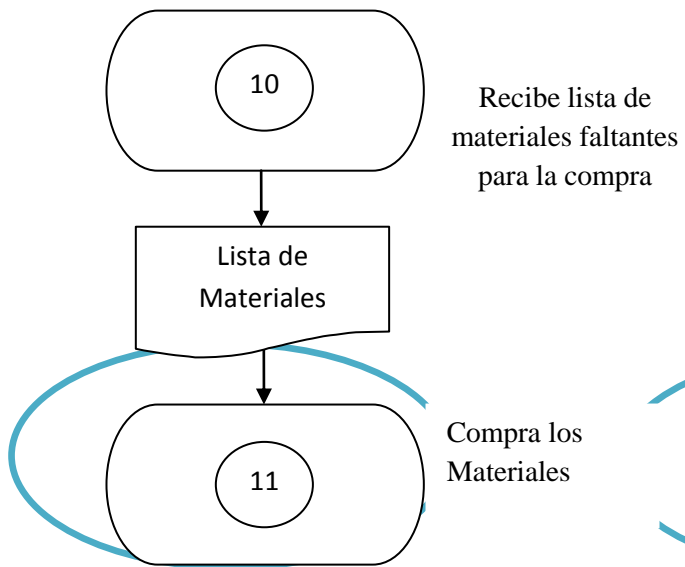 10
Recibe lista de
materiales faltantes
para la compra
Lista de
Materiales
Compra los
Materiales
11